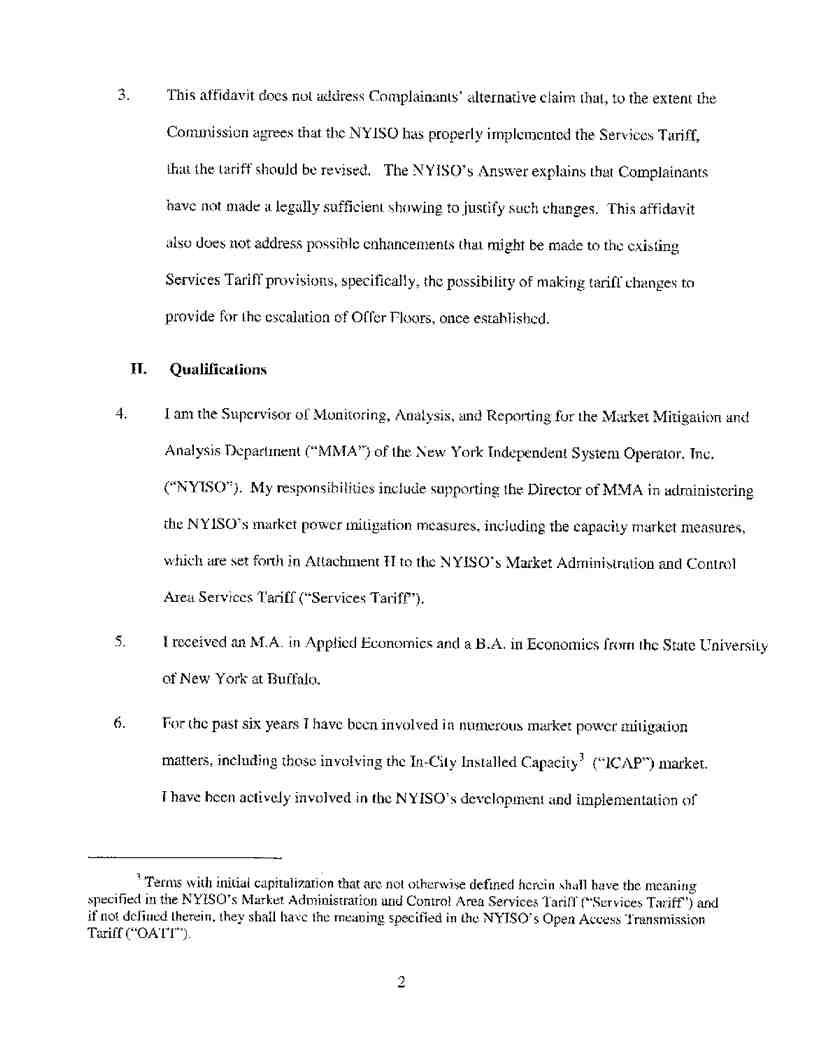 3. This affidavit does not address Complainants' alternative claim that, to the extent the
Commission agrees that the NYISO has properly implemented the Services Tariff,
that the tariff should be revised. The NYISO's Answer explains that Complainants
have not made a legally sufficient showing to justify such changes. This affidavit
also does not address possible enhancements that might be made to the existing
Services Tariff provisions, specifically, the possibility of making tariff changes to
provide for the escalation of Offer Floors, once established.
II. Qualifications
4. I am the Supervisor of Monitoring, Analysis, and Reporting for the Market Mitigation and
Analysis Department ("MMA") of the New York Independent System Operator, Inc.
("NYISO"). My responsibilities include supporting the Director of MMA in administering
the NYISO's market power mitigation measures, including the capacity market measures,
which are set forth in Attachment H to the NYISO's Market Administration and Control
Area Services Tariff ("Services Tariff").
5. I received an M.A. in Applied Economics and a B.A. in Economics from the State University
of New York at Buffalo.
6. For the past six years I have been involved in numerous market power mitigation
matters, including those involving the In-City Installed Capacity3 ("ICAP") market.
I have been actively involved in the NYISO's development and implementation of
3 Terms with initial capitalization that are not otherwise defined herein shall have the meaning
specified in the NYISO's Market Administration and Control Area Services Tariff ("Services Tariff") and
if not defined therein, they shall have the meaning specified in the NYISO's Open Access Transmission
Tariff ("OATT").
2